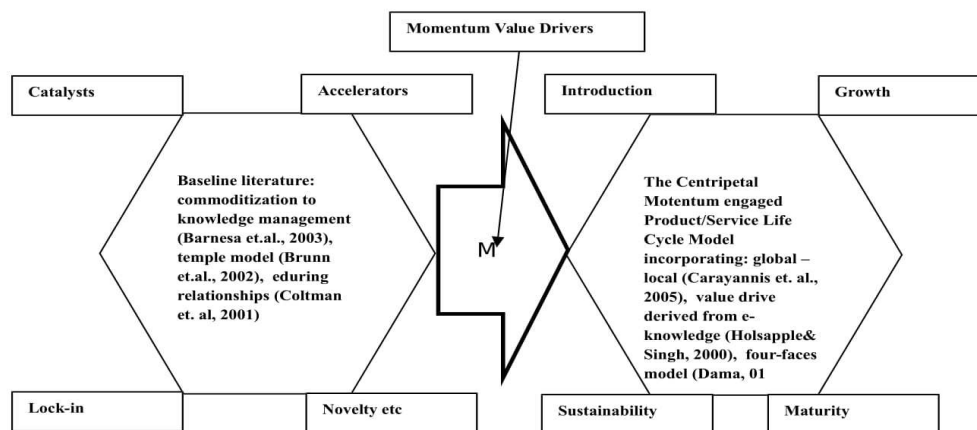 Momentum Value Drivers
Catalysts
Accelerators
Introduction
Growth
Baseline literature:
commoditization to
knowledge management
(Barnesa et.al., 2003),
temple model (Brunn
et.al., 2002), eduring
relationships (Coltman
et. al, 2001)
M
The Centripetal
Motentum engaged
Product/Service Life
Cycle Model
incorporating: global –
local (Carayannis et. al.,
2005), value drive
derived from e-
knowledge (Holsapple&
Singh, 2000), four-faces
model (Dama, 01
Lock-in
Novelty etc
Sustainability
Maturity